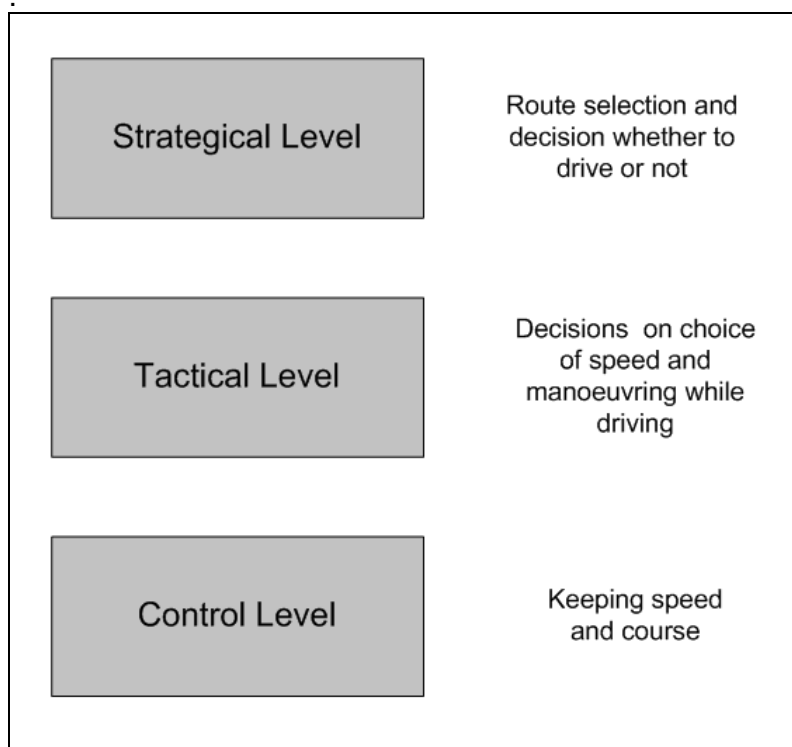 .
Strategical Level
Route selection and
decision whether to
drive or not
Tactical Level
Decisions  on choice
of speed and
manoeuvring while
driving
Control Level
Keeping speed
and course